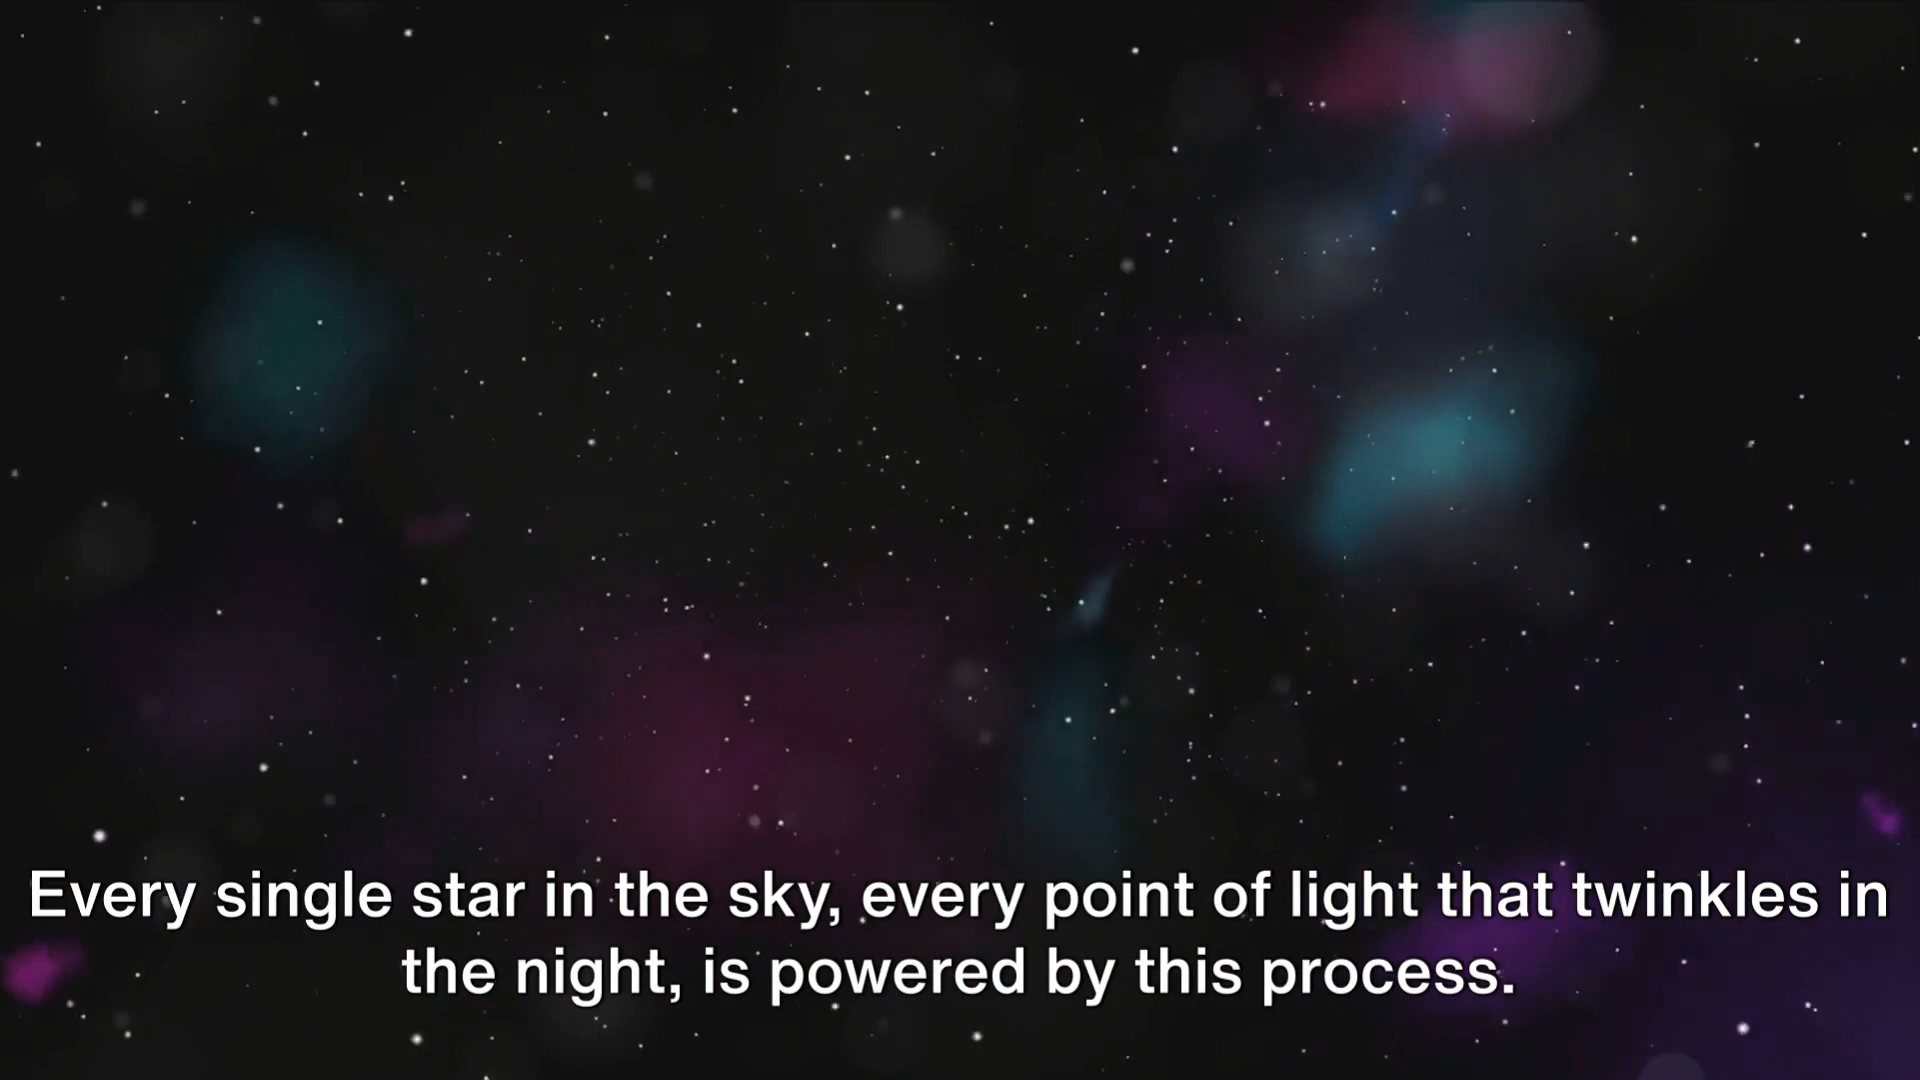 Every single star in the sky, every point of light that twinkles in
the night, is powered by this process.